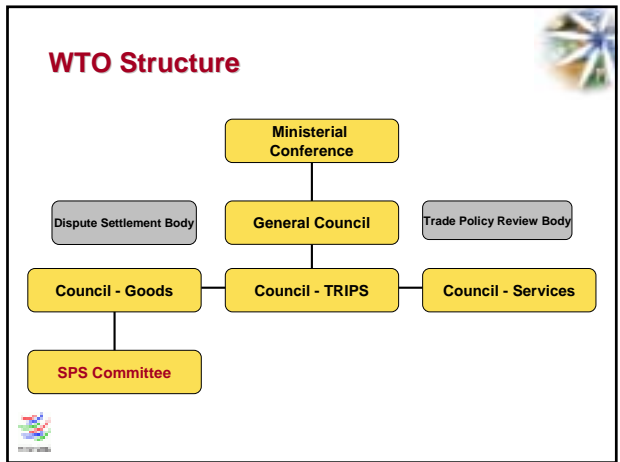 WTO Structure
Ministerial
Conference
Dispute Settlement Body
General Council
Trade Policy Review Body
Council - Goods
Council - TRIPS
Council - Services
SPS Committee